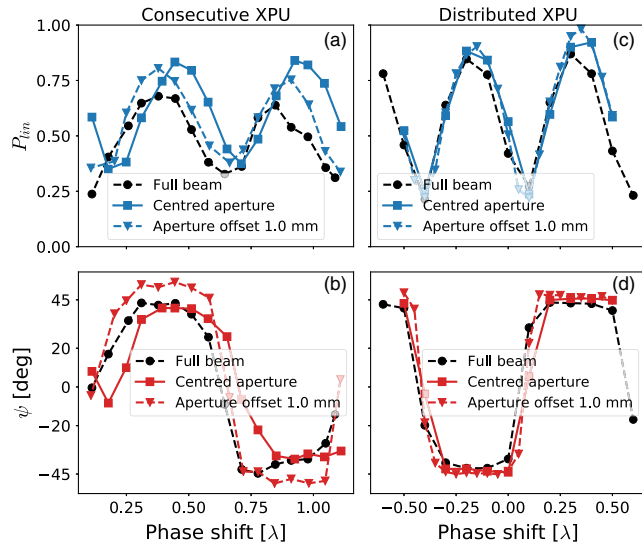 Consecutive XPU
Distributed XPU
(a)
(c)
1.00
0.75
0.50
0.25
0.00
P_lin
Full beam
Centred aperture
Aperture offset 1.0 mm
Full beam
Centred aperture
Aperture offset 1.0 mm
(b)
(d)
45
20
0
−20
−45
ψ [deg]
Full beam
Centred aperture
Aperture offset 1.0 mm
Full beam
Centred aperture
Aperture offset 1.0 mm
0.25 0.50 0.75 1.00
−0.50 −0.25 0.00 0.25 0.50
Phase shift [λ]
Phase shift [λ]